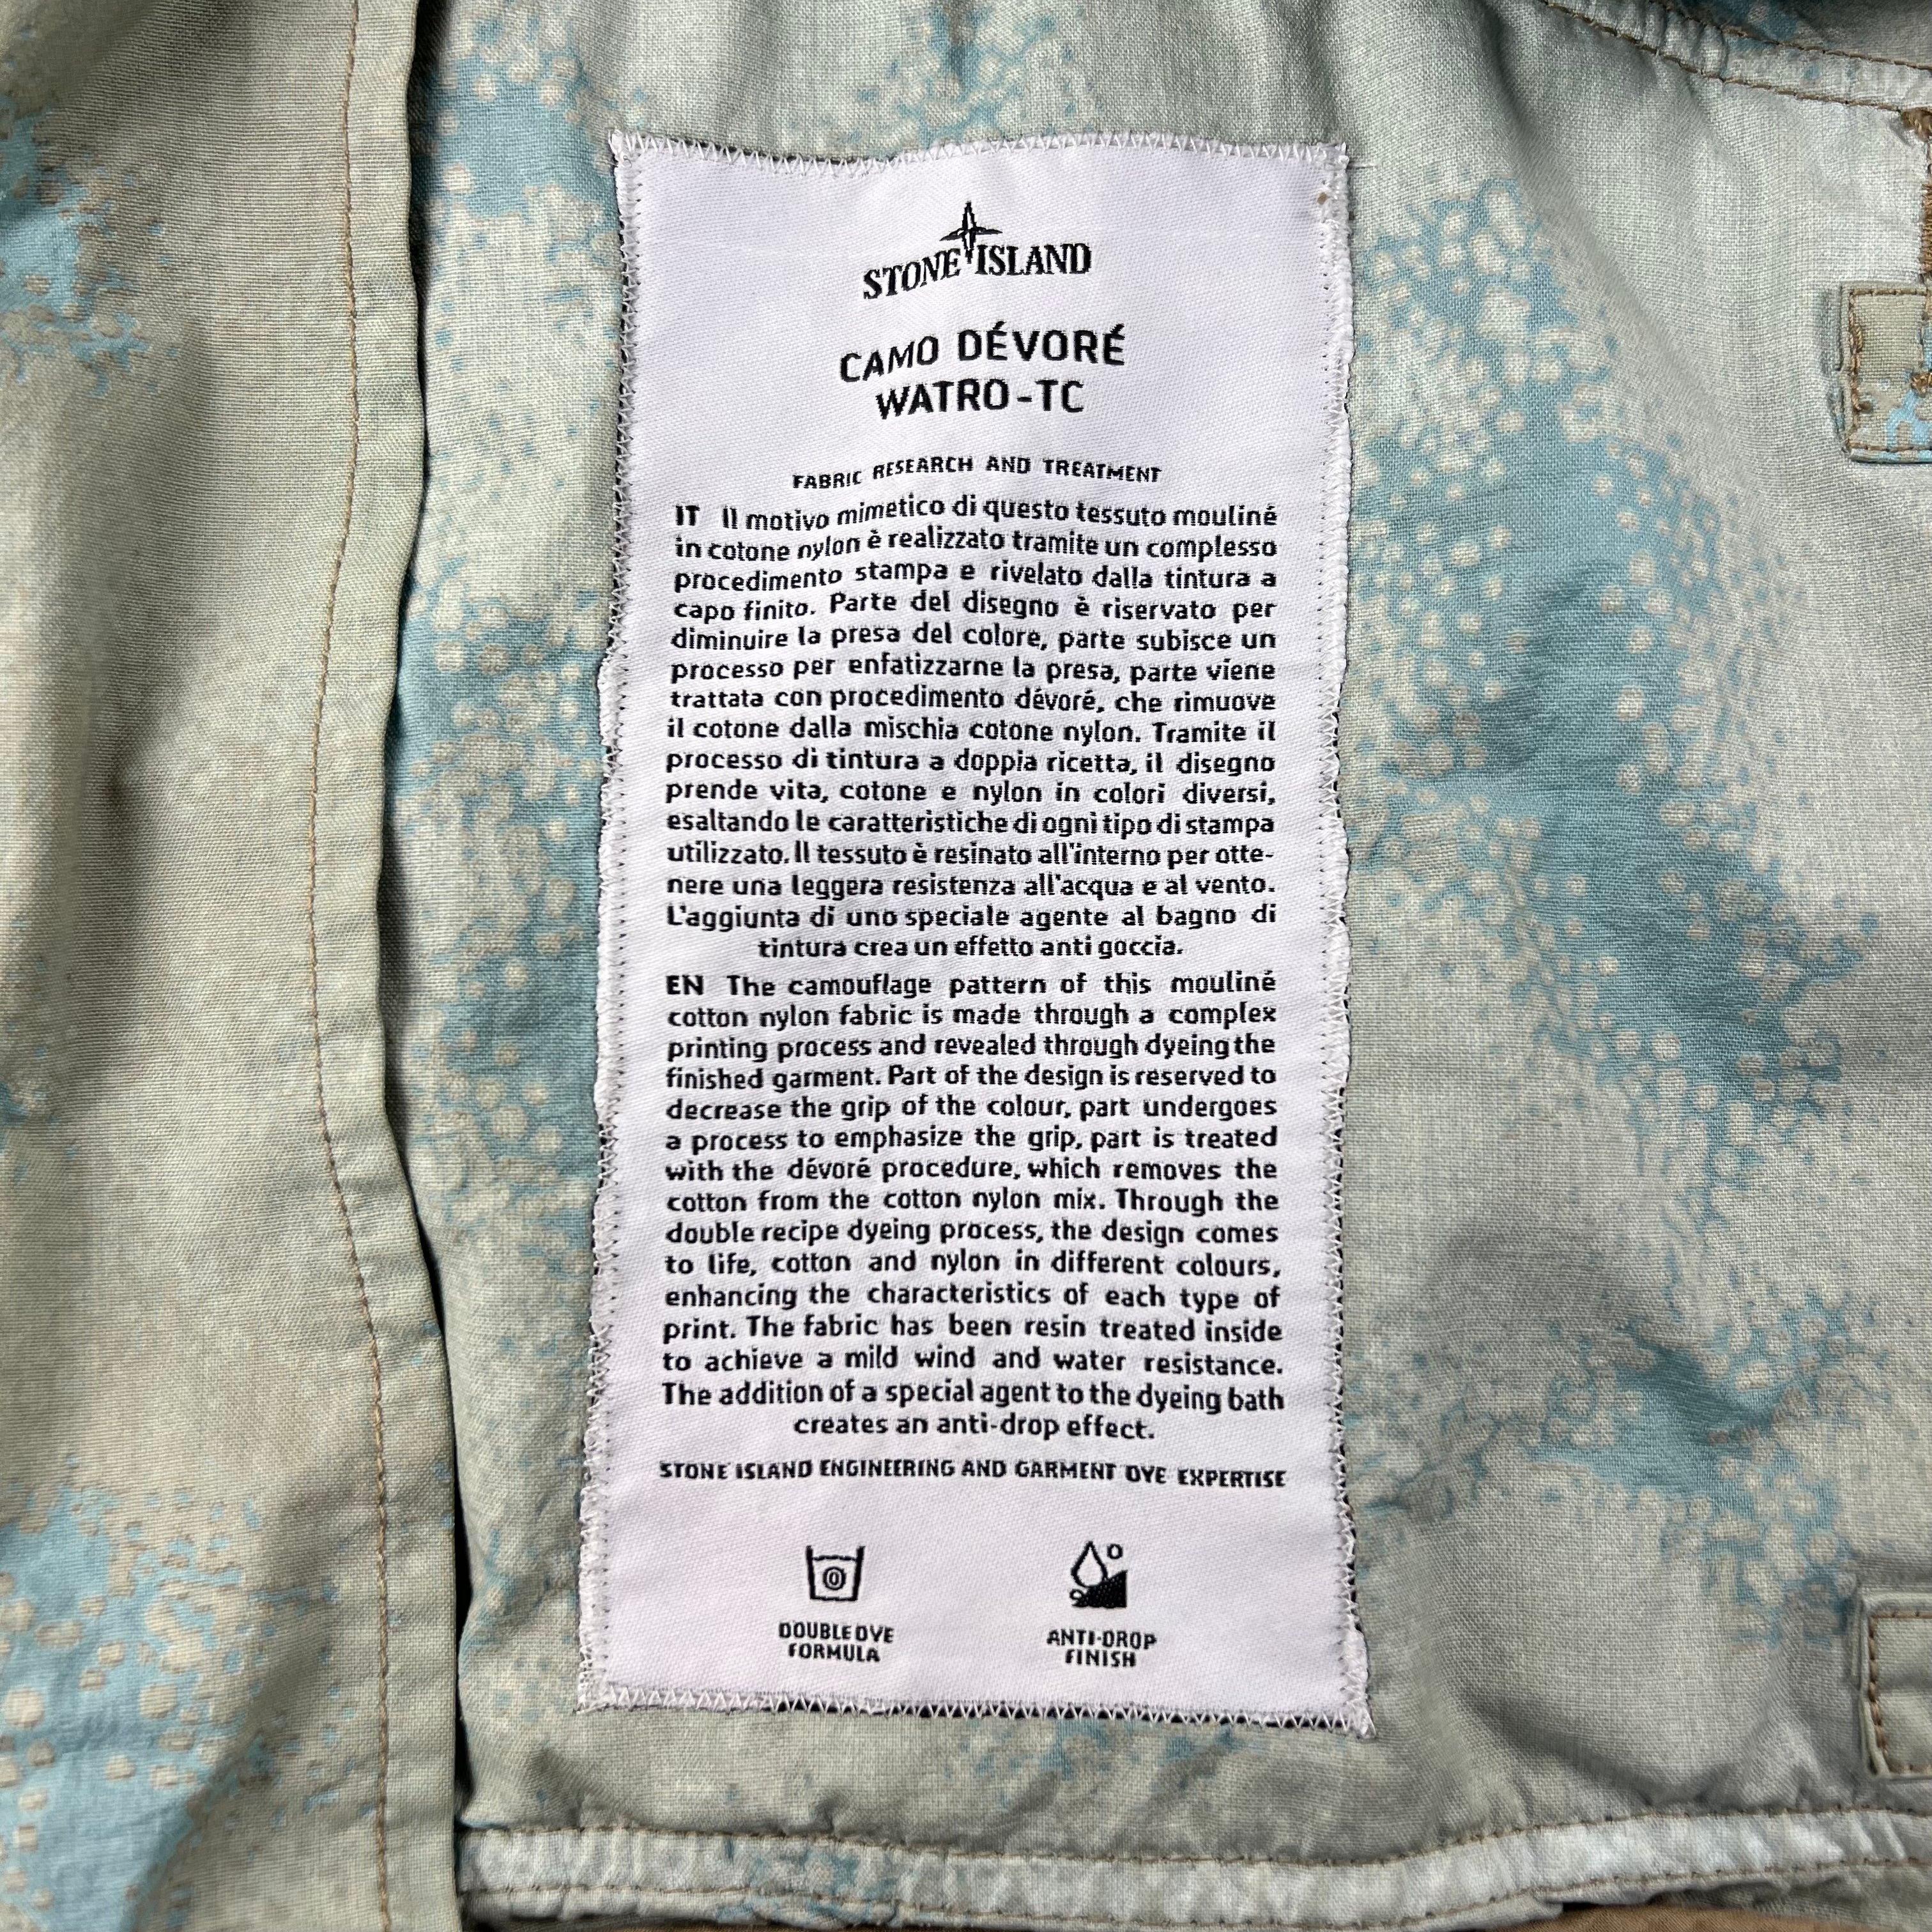 STONE ISLAND
CAMO DÉVORÉ
WATRO-TC
FABRIC RESEARCH AND TREATMENT
IT Il motivo mimetico di questo tessuto mouliné
in cotone nylon è realizzato tramite un complesso
procedimento stampa e rivelato dalla tintura a
capo finito. Parte del disegno è riservato per
diminuire la presa del colore, parte subisce un
processo per enfatizzarne la presa, parte viene
trattata con procedimento dévoré, che rimuove
il cotone dalla mischia cotone nylon. Tramite il
processo di tintura a doppia ricetta, il disegno
prende vita, cotone e nylon in colori diversi,
esaltando le caratteristiche di ogni tipo di stampa
utilizzato. Il tessuto è resinato all'interno per otte-
nere una leggera resistenza all'acqua e al vento.
L'aggiunta di uno speciale agente al bagno di
tintura crea un effetto anti goccia.
EN The camouflage pattern of this mouliné
cotton nylon fabric is made through a complex
printing process and revealed through dyeing the
finished garment. Part of the design is reserved to
decrease the grip of the colour, part undergoes
a process to emphasize the grip, part is treated
with the dévoré procedure, which removes the
cotton from the cotton nylon mix. Through the
double recipe dyeing process, the design comes
to life, cotton and nylon in different colours,
enhancing the characteristics of each type of
print. The fabric has been resin treated inside
to achieve a mild wind and water resistance.
The addition of a special agent to the dyeing bath
creates an anti-drop effect.
STONE ISLAND ENGINEERING AND GARMENT DYE EXPERTISE
DOUBLE DYE
FORMULA
ANTI-DROP
FINISH